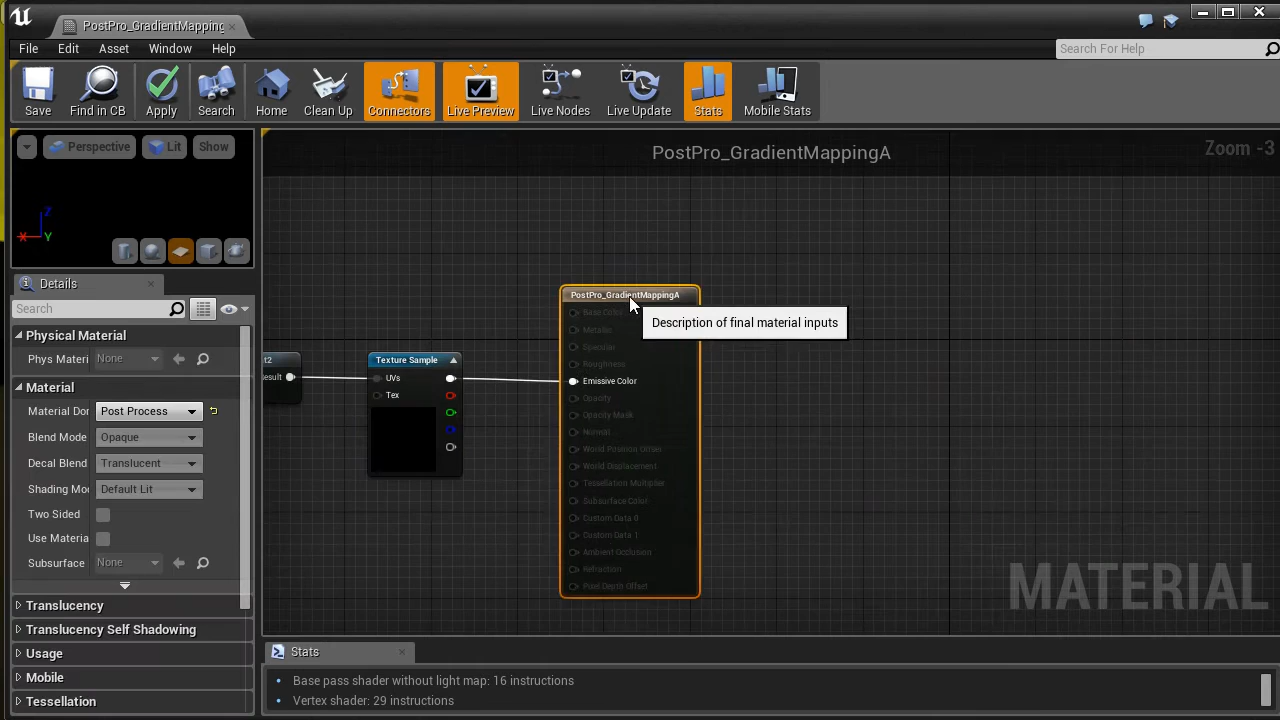 PostPro_GradientMapping
File Edit Asset Window Help
Search For Help
Save Find in CB Apply Search Home Clean Up Connectors Live Preview Live Nodes Live Update Stats Mobile Stats
Perspective Lit Show
PostPro_GradientMappingA
Zoom -3
X Z Y
Details
Search
Physical Material
Phys Materi None
Material
Material Dor Post Process
Blend Mode Opaque
Decal Blend Translucent
Shading Mo Default Lit
Two Sided
Use Materia
Subsurface None
Translucency
Translucency Self Shadowing
Usage
Mobile
Tessellation
t2
esult
Texture Sample
UVs
Tex
PostPro_GradientMappingA
Description of final material inputs
Base Color
Metallic
Specular
Roughness
Emissive Color
Opacity
Opacity Mask
Normal
World Position Offset
World Displacement
Tessellation Multiplier
Subsurface Color
Custom Data 0
Custom Data 1
Ambient Occlusion
Refraction
Pixel Depth Offset
MATERIAL
Stats
Base pass shader without light map: 16 instructions
Vertex shader: 29 instructions